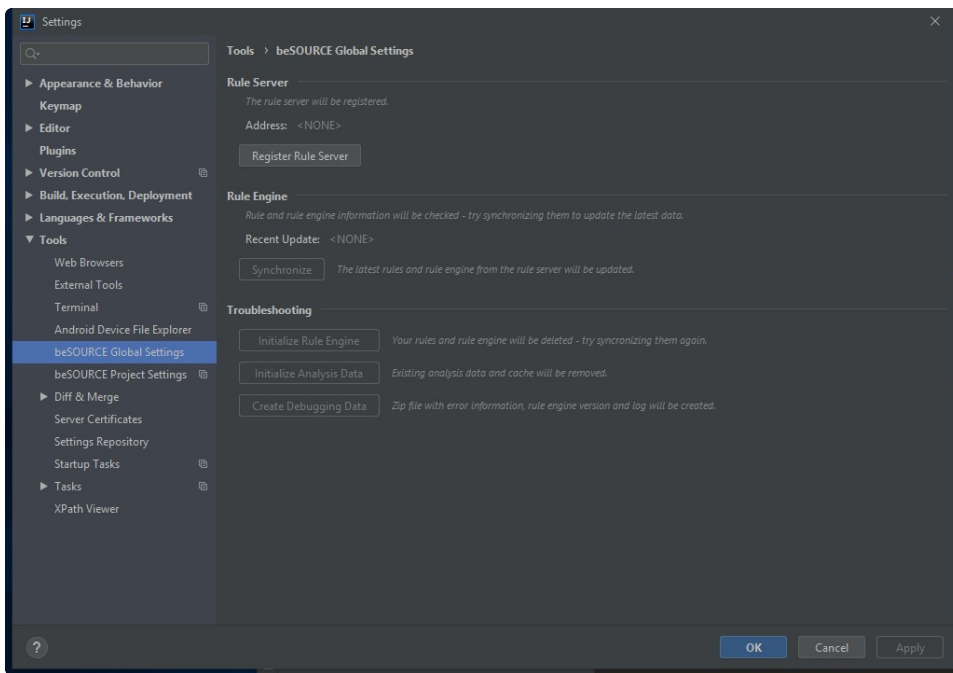 Settings
Tools › beSOURCE Global Settings
Appearance & Behavior
Keymap
Editor
Plugins
Version Control
Build, Execution, Deployment
Languages & Frameworks
Tools
Web Browsers
External Tools
Terminal
Android Device File Explorer
beSOURCE Global Settings
beSOURCE Project Settings
Diff & Merge
Server Certificates
Settings Repository
Startup Tasks
Tasks
XPath Viewer
Rule Server
The rule server will be registered.
Address: <NONE>
Register Rule Server
Rule Engine
Rule and rule engine information will be checked - try synchronizing them to update the latest data.
Recent Update: <NONE>
Synchronize The latest rules and rule engine from the rule server will be updated.
Troubleshooting
Initialize Rule Engine Your rules and rule engine will be deleted - try syncronizing them again.
Initialize Analysis Data Existing analysis data and cache will be removed.
Create Debugging Data Zip file with error information, rule engine version and log will be created.
?
OK Cancel Apply